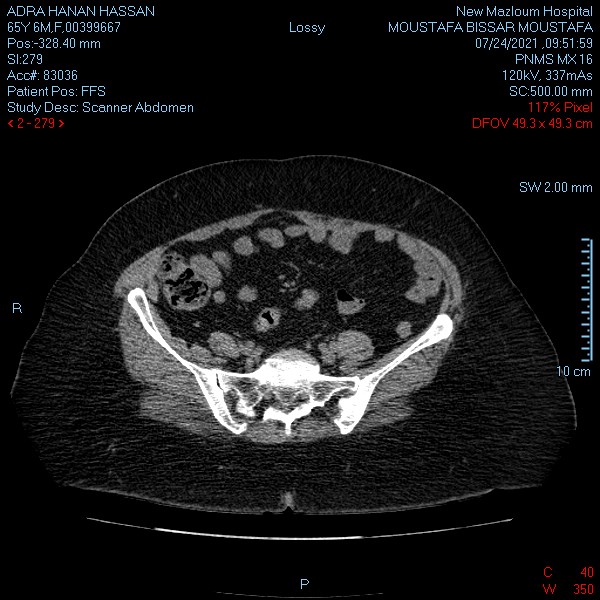 ADRA HANAN HASSAN
65Y 6M,F,00399667
Pos:-328.40 mm
SI:279
Acc#: 83036
Patient Pos: FFS
Study Desc: Scanner Abdomen
< 2 - 279 >
Lossy
New Mazloum Hospital
MOUSTAFA BISSAR MOUSTAFA
07/24/2021 ,09:51:59
PNMS MX 16
120kV, 337mAs
SC:500.00 mm
117% Pixel
DFOV 49.3 x 49.3 cm
SW 2.00 mm
R
10 cm
P
C 40
W 350